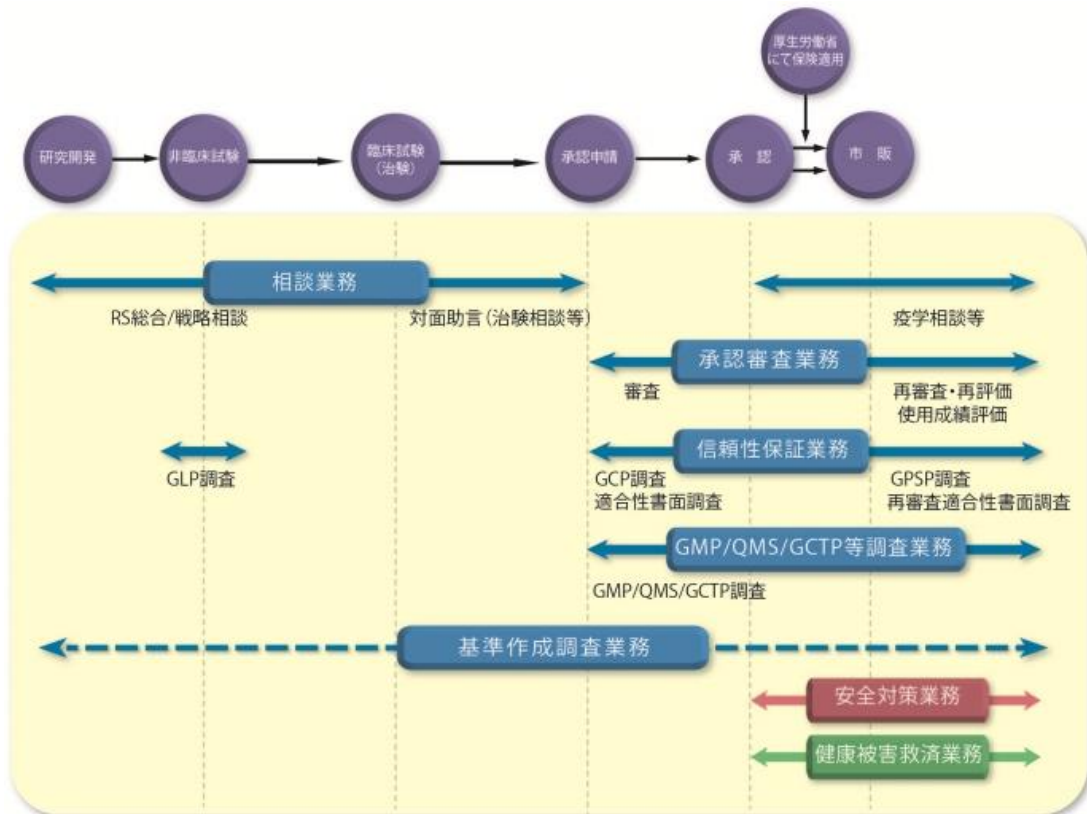 厚生労働省
にて保険適用
研究開発
非臨床試験
臨床試験
(治験)
承認申請
承 認
市 販
相談業務
RS総合/戦略相談
対面助言(治験相談等)
疫学相談等
承認審査業務
審査
再審査・再評価
使用成績評価
信頼性保証業務
GLP調査
GCP調査
適合性書面調査
GPSP調査
再審査適合性書面調査
GMP/QMS/GCTP等調査業務
GMP/QMS/GCTP調査
基準作成調査業務
安全対策業務
健康被害救済業務